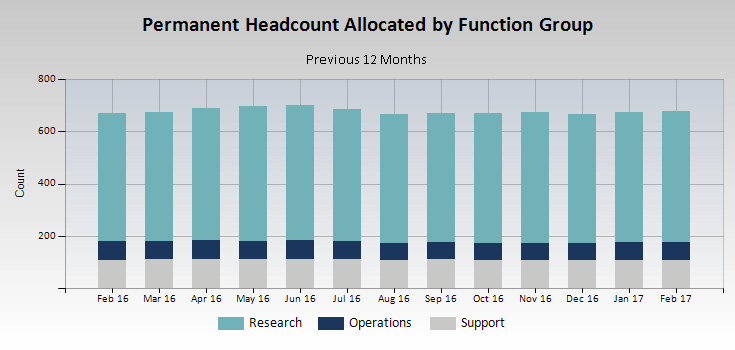 Permanent Headcount Allocated by Function Group
Previous 12 Months
800
600
400
200
Count
Feb 16 Mar 16 Apr 16 May 16 Jun 16 Jul 16 Aug 16 Sep 16 Oct 16 Nov 16 Dec 16 Jan 17 Feb 17
Research Operations Support